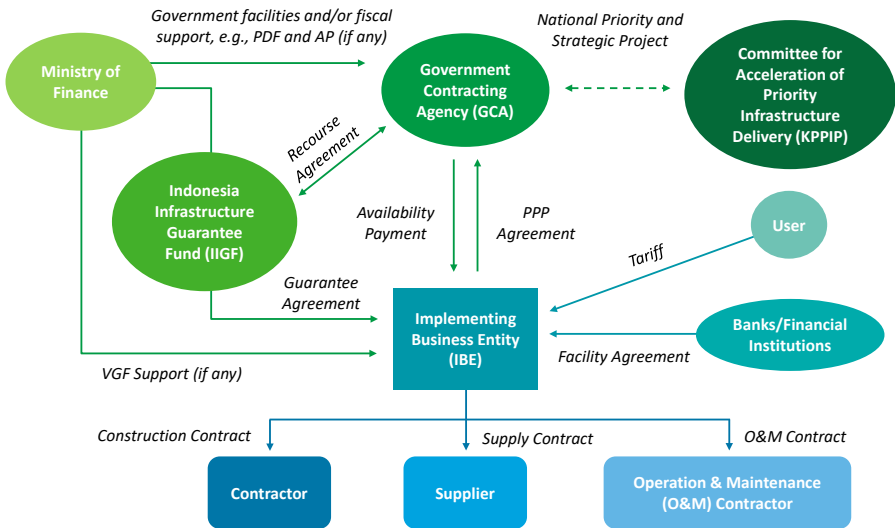 Government facilities and/or fiscal
support, e.g., PDF and AP (if any)
National Priority and
Strategic Project
Ministry of
Finance
Government
Contracting
Agency (GCA)
Committee for
Acceleration of
Priority
Infrastructure
Delivery (KPPIP)
Recourse
Agreement
Indonesia
Infrastructure
Guarantee
Fund (IIGF)
Availability
Payment
PPP
Agreement
User
Tariff
Guarantee
Agreement
Implementing
Business Entity
(IBE)
Banks/Financial
Institutions
Facility Agreement
VGF Support (if any)
Construction Contract
Supply Contract
O&M Contract
Contractor
Supplier
Operation & Maintenance
(O&M) Contractor